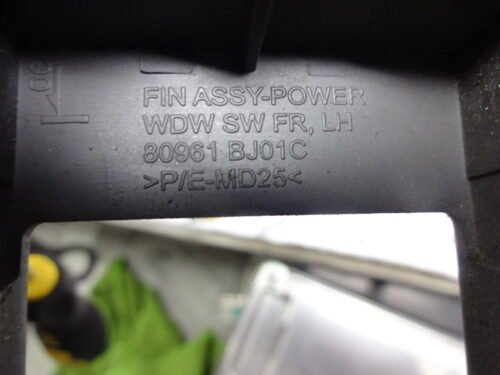 FIN ASSY-POWER
WDW SW FR, LH
80961 BJ01C
>P/E-MD25<